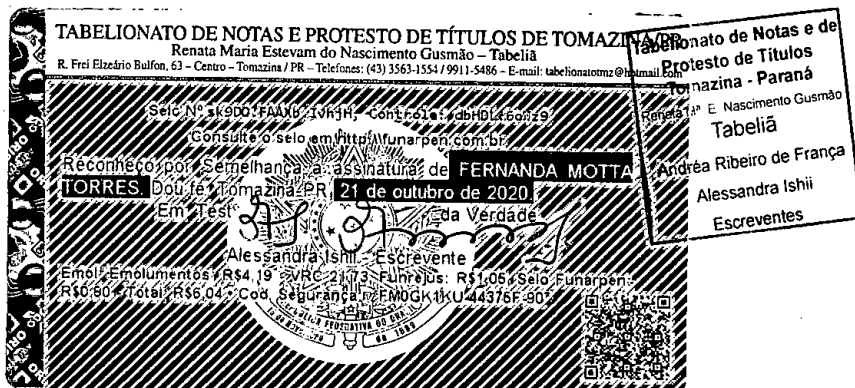 TABELIONATO DE NOTAS E PROTESTO DE TÍTULOS DE TOMAZINA/PR
Renata Maria Estevam do Nascimento Gusmão – Tabeliã
R. Frei Elzeário Bulfon, 63 – Centro – Tomazina / PR – Telefones: (43) 3563-1554 / 9911-5486 – E-mail: tabelionatotmz@hotmail.com
Selo Nº Controle:
Consulte o selo em http://funarpen.com.br
Reconheço por Semelhança a assinatura de FERNANDA MOTTA
TORRES. Dou fé. Tomazina-PR, 21 de outubro de 2020.
Em Testº da Verdade
Alessandra Ishii - Escrevente
Emol: Emolumentos: R$4,19 - VRC 21,73 Funrejus: R$1,05, Selo Funarpen:
R$0,80 - Total: R$6,04 - Cod. Segurança:
Tabelionato de Notas e de
Protesto de Títulos
Tomazina - Paraná
Renata Mª E. Nascimento Gusmão
Tabeliã
Andréa Ribeiro de França
Alessandra Ishii
Escreventes